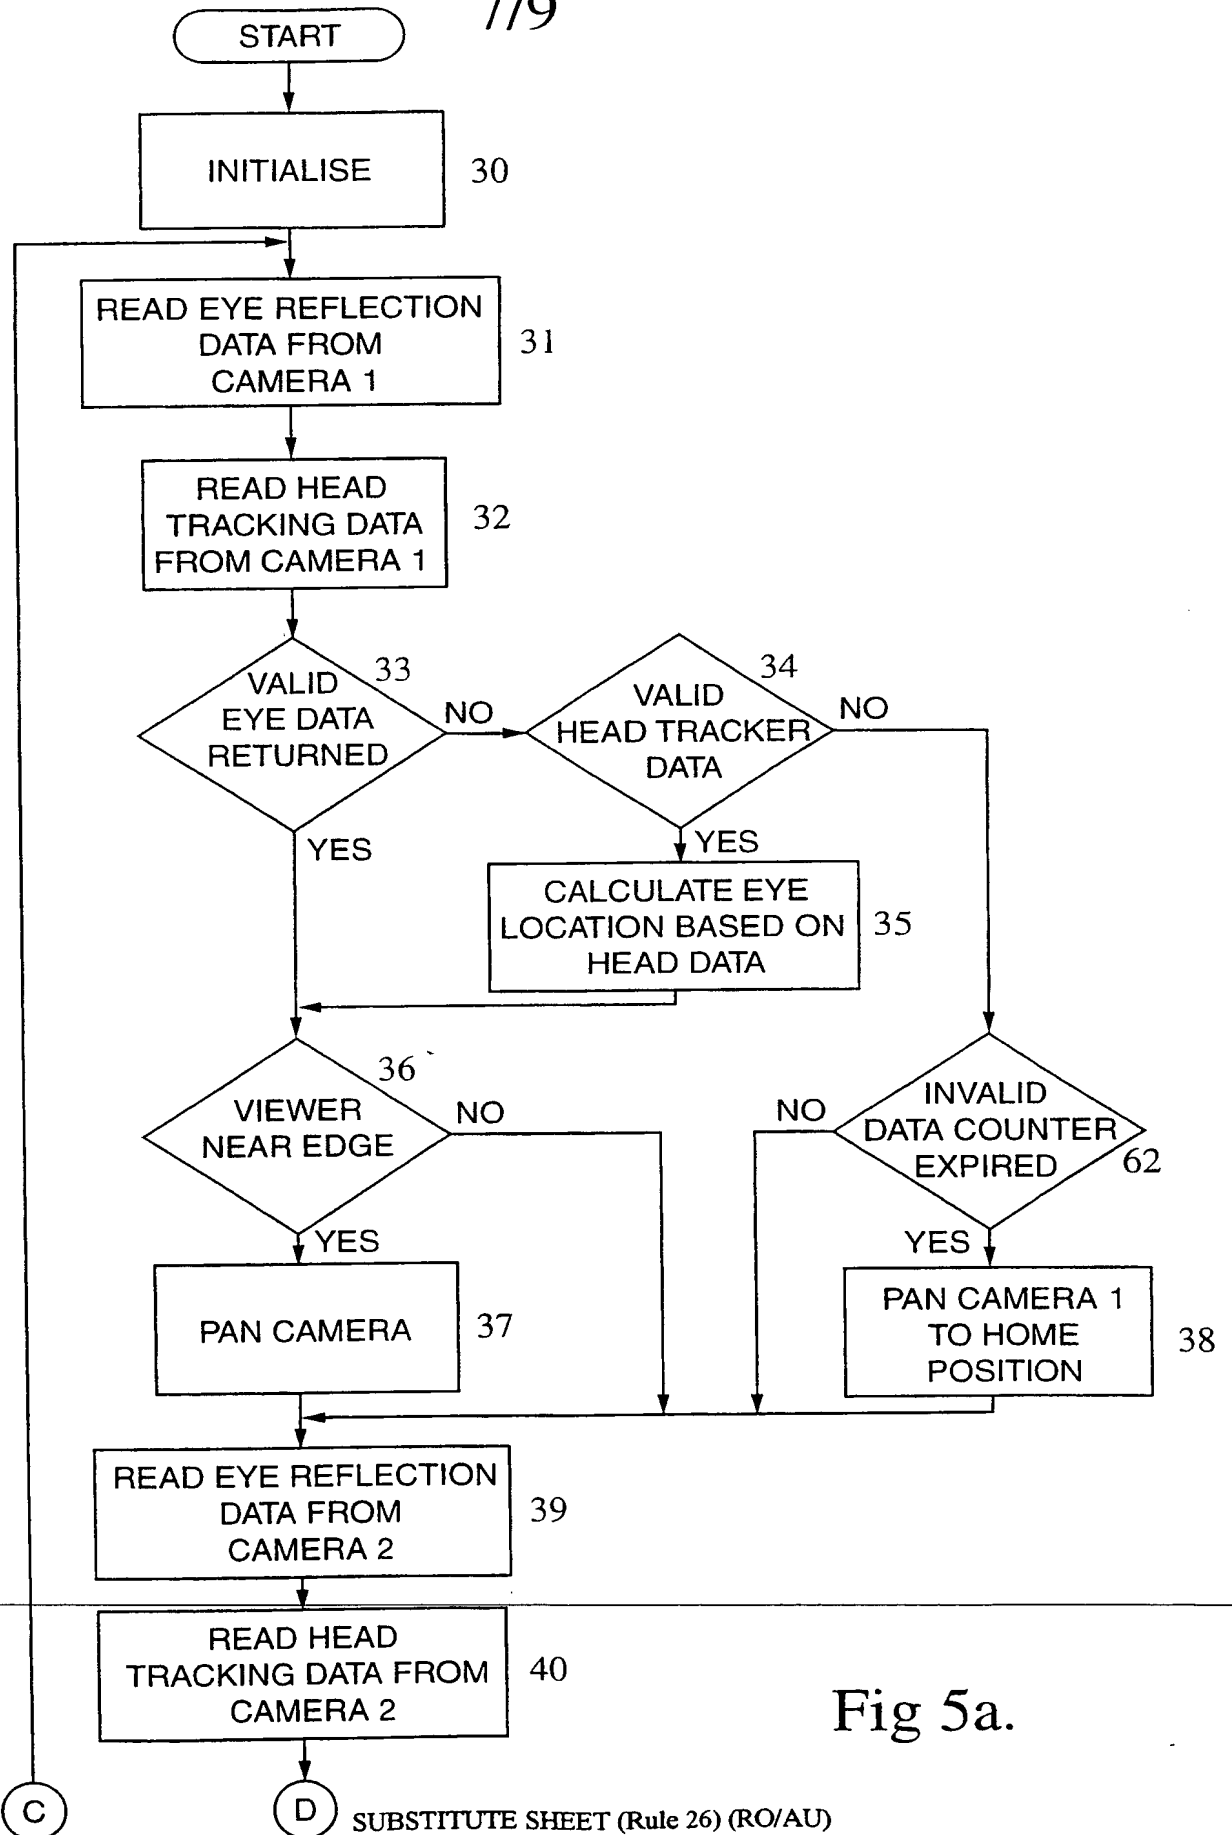 7/9
START
INITIALISE
30
READ EYE REFLECTION
DATA FROM
CAMERA 1
31
READ HEAD
TRACKING DATA
FROM CAMERA 1
32
VALID
EYE DATA
RETURNED
33
NO
YES
VALID
HEAD TRACKER
DATA
34
NO
YES
CALCULATE EYE
LOCATION BASED ON
HEAD DATA
35
VIEWER
NEAR EDGE
36
NO
YES
INVALID
DATA COUNTER
EXPIRED
62
NO
YES
PAN CAMERA
37
PAN CAMERA 1
TO HOME
POSITION
38
READ EYE REFLECTION
DATA FROM
CAMERA 2
39
READ HEAD
TRACKING DATA FROM
CAMERA 2
40
Fig 5a.
C
D
SUBSTITUTE SHEET (Rule 26) (RO/AU)